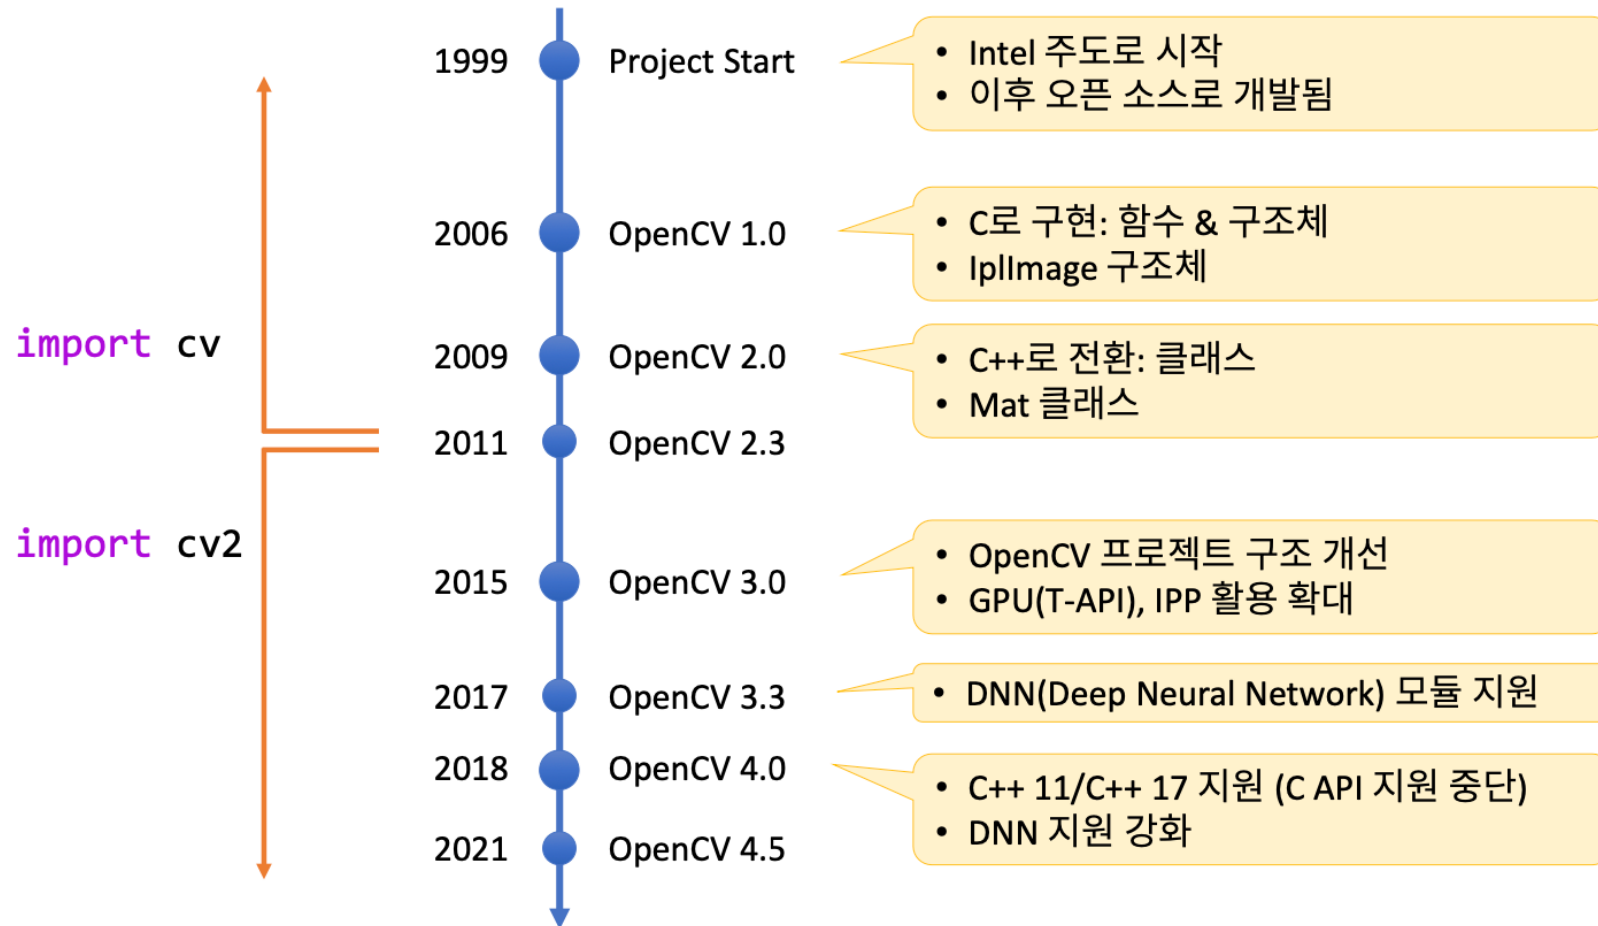 1999 Project Start
• Intel 주도로 시작
• 이후 오픈 소스로 개발됨
2006 OpenCV 1.0
• C로 구현: 함수 & 구조체
• IplImage 구조체
import cv
2009 OpenCV 2.0
• C++로 전환: 클래스
• Mat 클래스
2011 OpenCV 2.3
import cv2
2015 OpenCV 3.0
• OpenCV 프로젝트 구조 개선
• GPU(T-API), IPP 활용 확대
2017 OpenCV 3.3
• DNN(Deep Neural Network) 모듈 지원
2018 OpenCV 4.0
• C++ 11/C++ 17 지원 (C API 지원 중단)
• DNN 지원 강화
2021 OpenCV 4.5